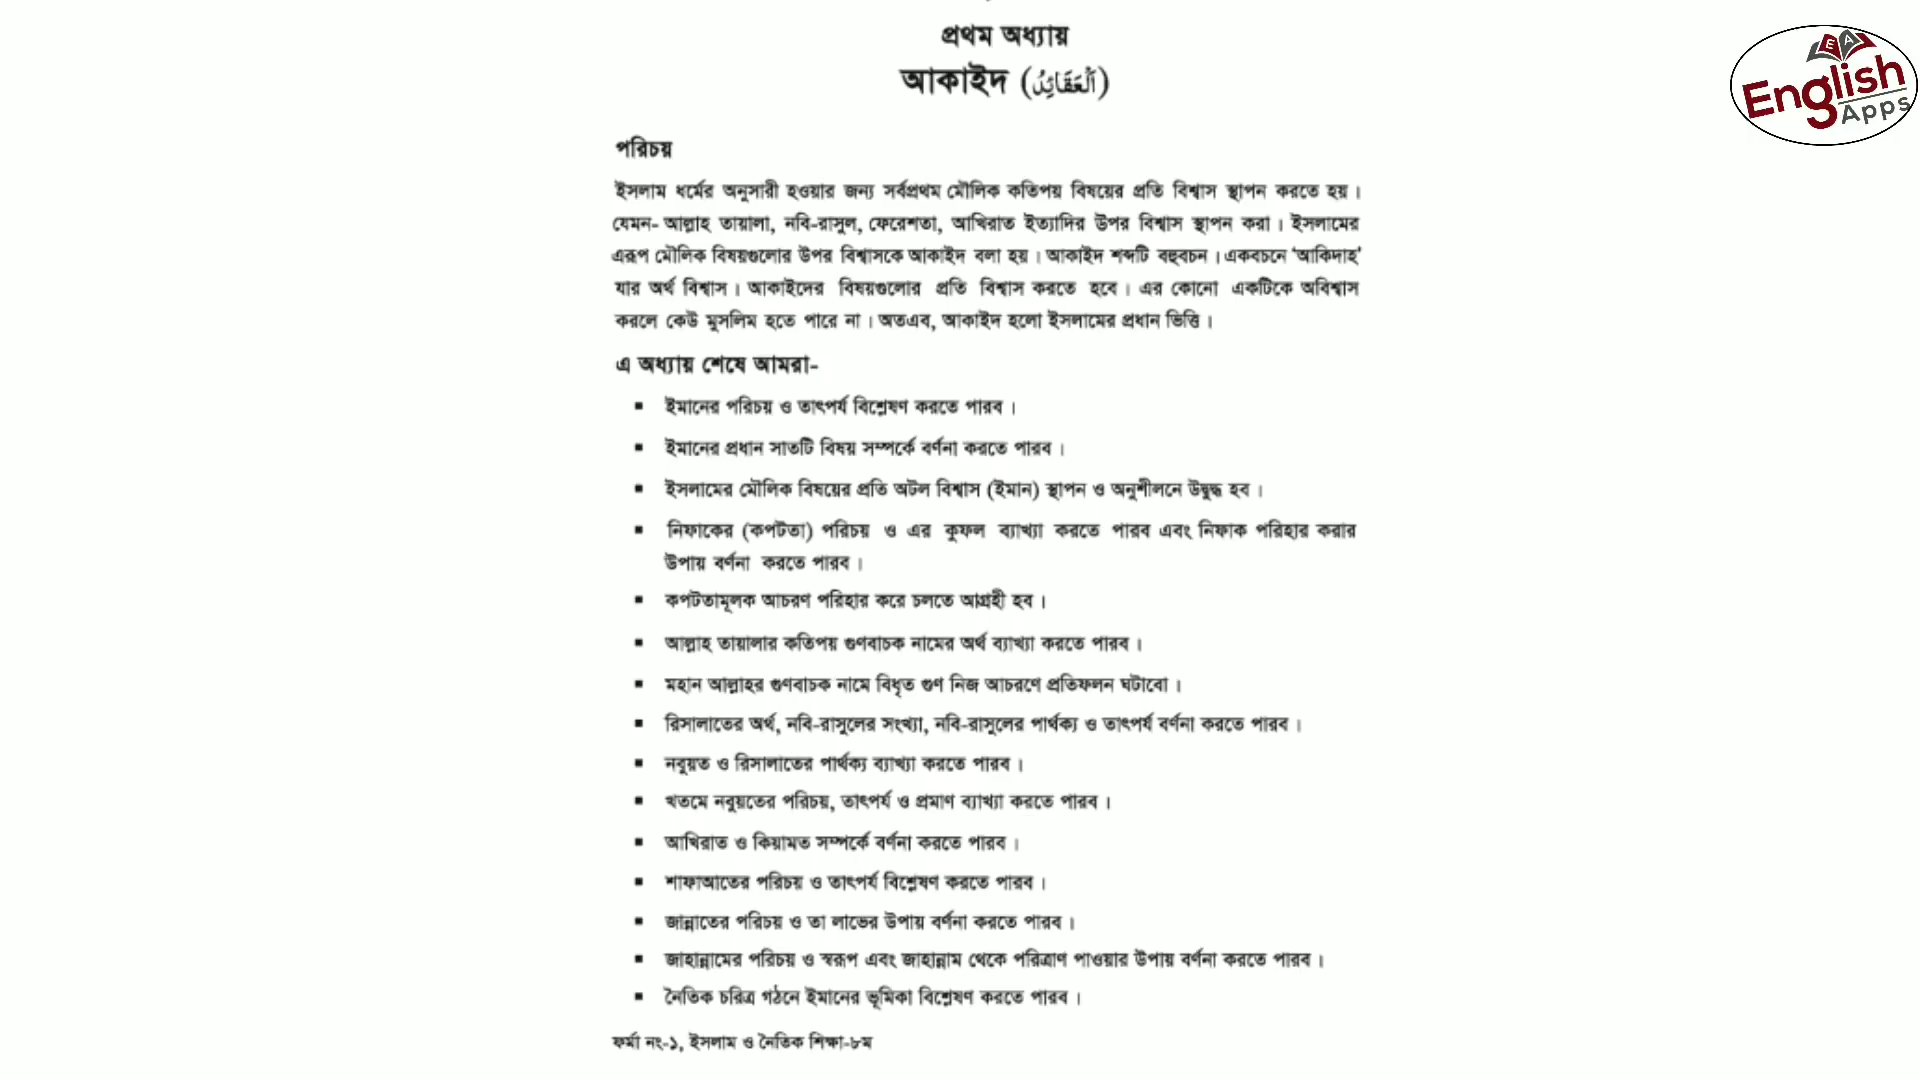 প্রথম অধ্যায়
আকাইদ (اَلْعَقَائِدُ)
পরিচয়
ইসলাম ধর্মের অনুসারী হওয়ার জন্য সর্বপ্রথম মৌলিক কতিপয় বিষয়ের প্রতি বিশ্বাস স্থাপন করতে হয়।
যেমন- আল্লাহ তায়ালা, নবি-রাসুল, ফেরেশতা, আখিরাত ইত্যাদির উপর বিশ্বাস স্থাপন করা। ইসলামের
এরূপ মৌলিক বিষয়গুলোর উপর বিশ্বাসকে আকাইদ বলা হয়। আকাইদ শব্দটি বহুবচন। একবচনে ‘আকিদাহ’
যার অর্থ বিশ্বাস। আকাইদের বিষয়গুলোর প্রতি বিশ্বাস করতে হবে। এর কোনো একটিকে অবিশ্বাস
করলে কেউ মুসলিম হতে পারে না। অতএব, আকাইদ হলো ইসলামের প্রধান ভিত্তি।
এ অধ্যায় শেষে আমরা-
▪ ইমানের পরিচয় ও তাৎপর্য বিশ্লেষণ করতে পারব।
▪ ইমানের প্রধান সাতটি বিষয় সম্পর্কে বর্ণনা করতে পারব।
▪ ইসলামের মৌলিক বিষয়ের প্রতি অটল বিশ্বাস (ইমান) স্থাপন ও অনুশীলনে উদ্বুদ্ধ হব।
▪ নিফাকের (কপটতা) পরিচয় ও এর কুফল ব্যাখ্যা করতে পারব এবং নিফাক পরিহার করার
উপায় বর্ণনা করতে পারব।
▪ কপটতামূলক আচরণ পরিহার করে চলতে আগ্রহী হব।
▪ আল্লাহ তায়ালার কতিপয় গুণবাচক নামের অর্থ ব্যাখ্যা করতে পারব।
▪ মহান আল্লাহর গুণবাচক নামে বিধৃত গুণ নিজ আচরণে প্রতিফলন ঘটাবো।
▪ রিসালাতের অর্থ, নবি-রাসুলের সংখ্যা, নবি-রাসুলের পার্থক্য ও তাৎপর্য বর্ণনা করতে পারব।
▪ নবুয়ত ও রিসালাতের পার্থক্য ব্যাখ্যা করতে পারব।
▪ খতমে নবুয়তের পরিচয়, তাৎপর্য ও প্রমাণ ব্যাখ্যা করতে পারব।
▪ আখিরাত ও কিয়ামত সম্পর্কে বর্ণনা করতে পারব।
▪ শাফাআতের পরিচয় ও তাৎপর্য বিশ্লেষণ করতে পারব।
▪ জান্নাতের পরিচয় ও তা লাভের উপায় বর্ণনা করতে পারব।
▪ জাহান্নামের পরিচয় ও স্বরূপ এবং জাহান্নাম থেকে পরিত্রাণ পাওয়ার উপায় বর্ণনা করতে পারব।
▪ নৈতিক চরিত্র গঠনে ইমানের ভূমিকা বিশ্লেষণ করতে পারব।
ফর্মা নং-১, ইসলাম ও নৈতিক শিক্ষা-৮ম
EA
English
Apps